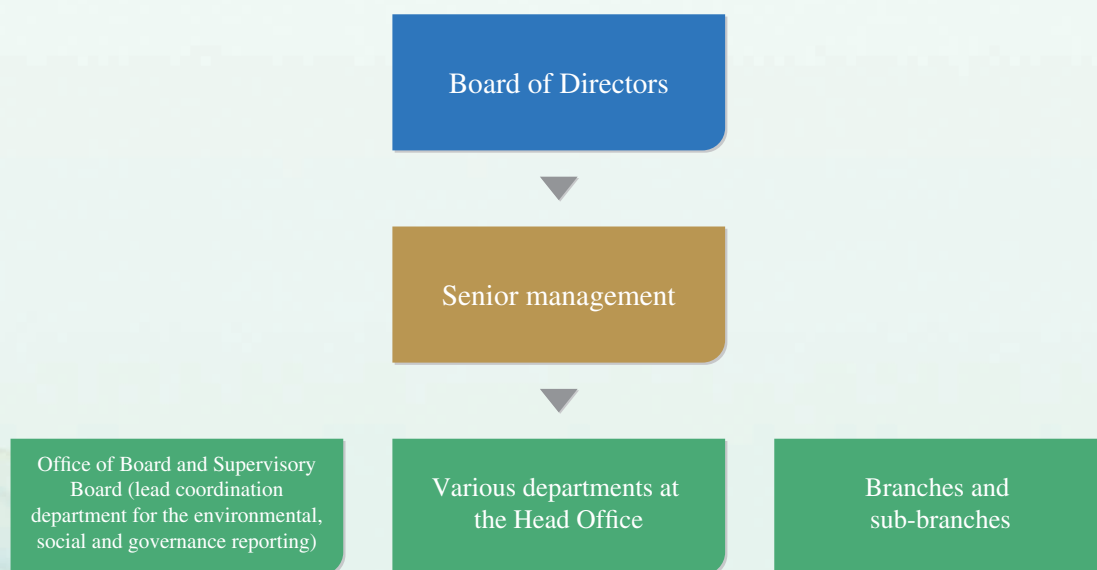 Board of Directors
Senior management
Office of Board and Supervisory
Board (lead coordination
department for the environmental,
social and governance reporting)
Various departments at
the Head Office
Branches and
sub-branches